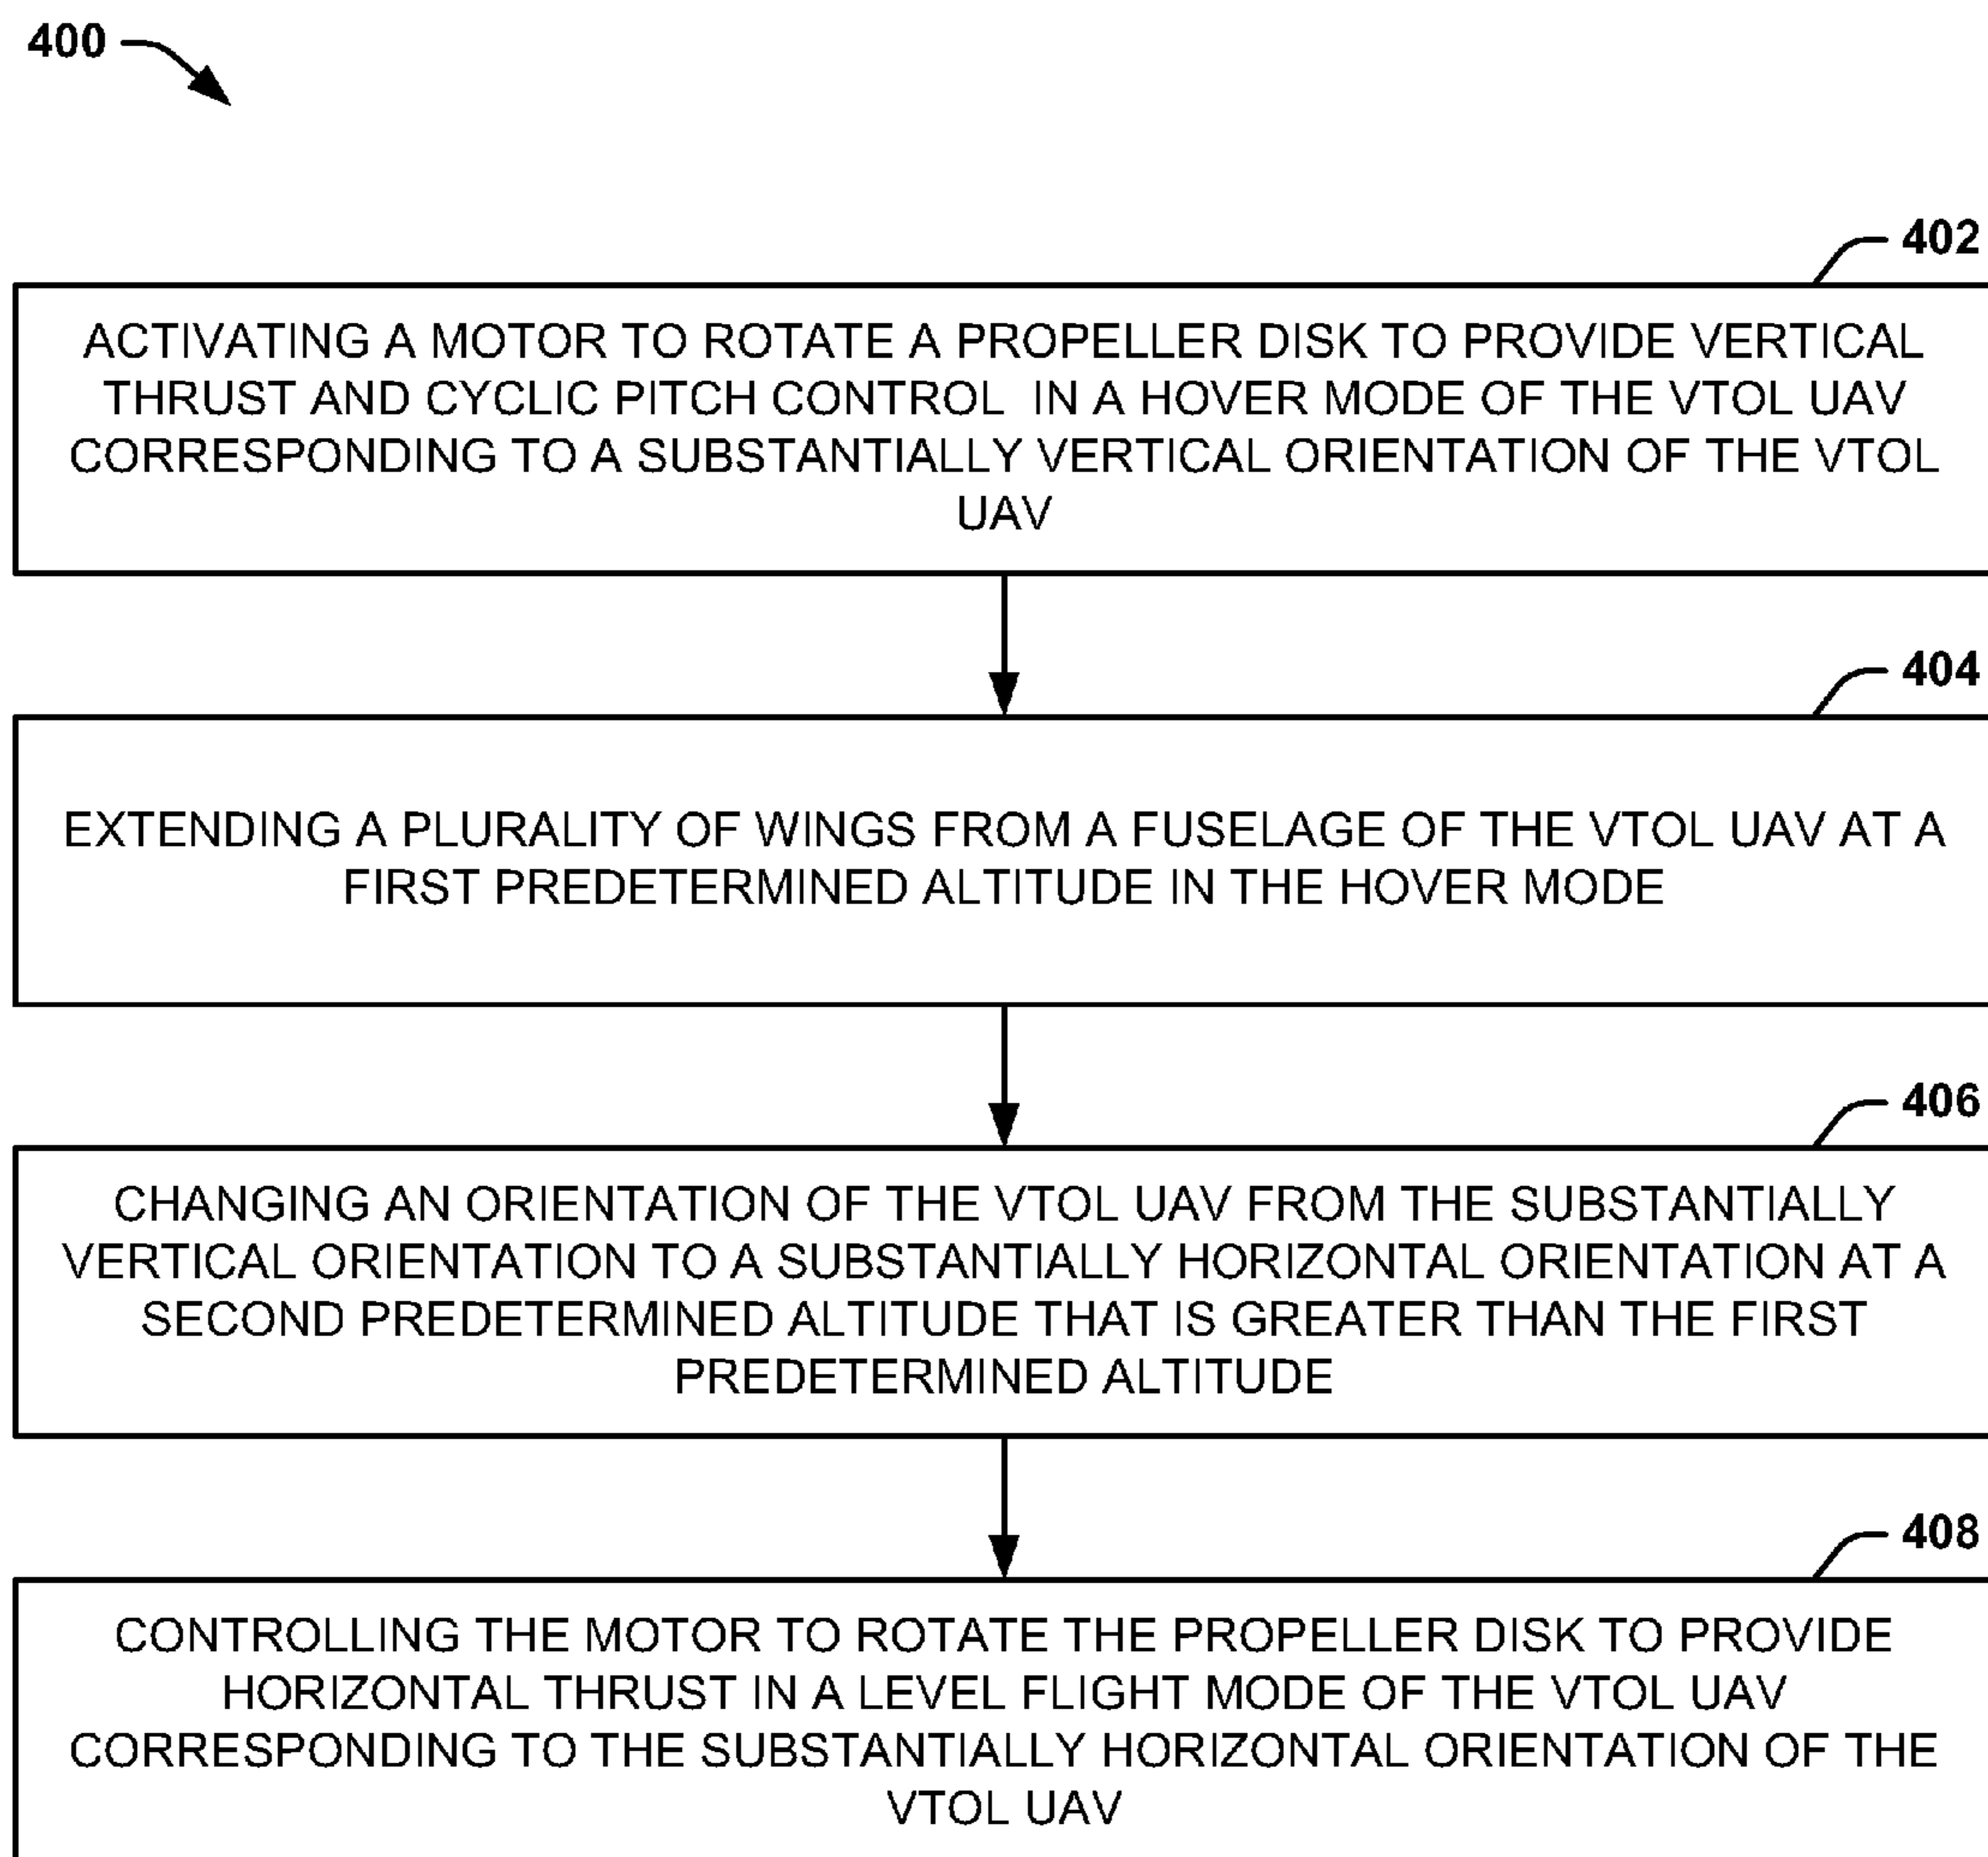 400
402
ACTIVATING A MOTOR TO ROTATE A PROPELLER DISK TO PROVIDE VERTICAL
THRUST AND CYCLIC PITCH CONTROL IN A HOVER MODE OF THE VTOL UAV
CORRESPONDING TO A SUBSTANTIALLY VERTICAL ORIENTATION OF THE VTOL
UAV
404
EXTENDING A PLURALITY OF WINGS FROM A FUSELAGE OF THE VTOL UAV AT A
FIRST PREDETERMINED ALTITUDE IN THE HOVER MODE
406
CHANGING AN ORIENTATION OF THE VTOL UAV FROM THE SUBSTANTIALLY
VERTICAL ORIENTATION TO A SUBSTANTIALLY HORIZONTAL ORIENTATION AT A
SECOND PREDETERMINED ALTITUDE THAT IS GREATER THAN THE FIRST
PREDETERMINED ALTITUDE
408
CONTROLLING THE MOTOR TO ROTATE THE PROPELLER DISK TO PROVIDE
HORIZONTAL THRUST IN A LEVEL FLIGHT MODE OF THE VTOL UAV
CORRESPONDING TO THE SUBSTANTIALLY HORIZONTAL ORIENTATION OF THE
VTOL UAV